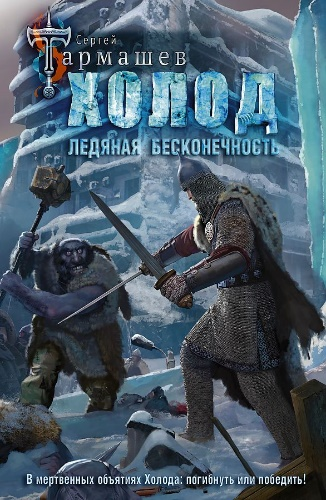 Сергей
Тармашев
ХОЛОД
ЛЕДЯНАЯ БЕСКОНЕЧНОСТЬ
В мертвенных объятиях Холода: погибнуть или победить!